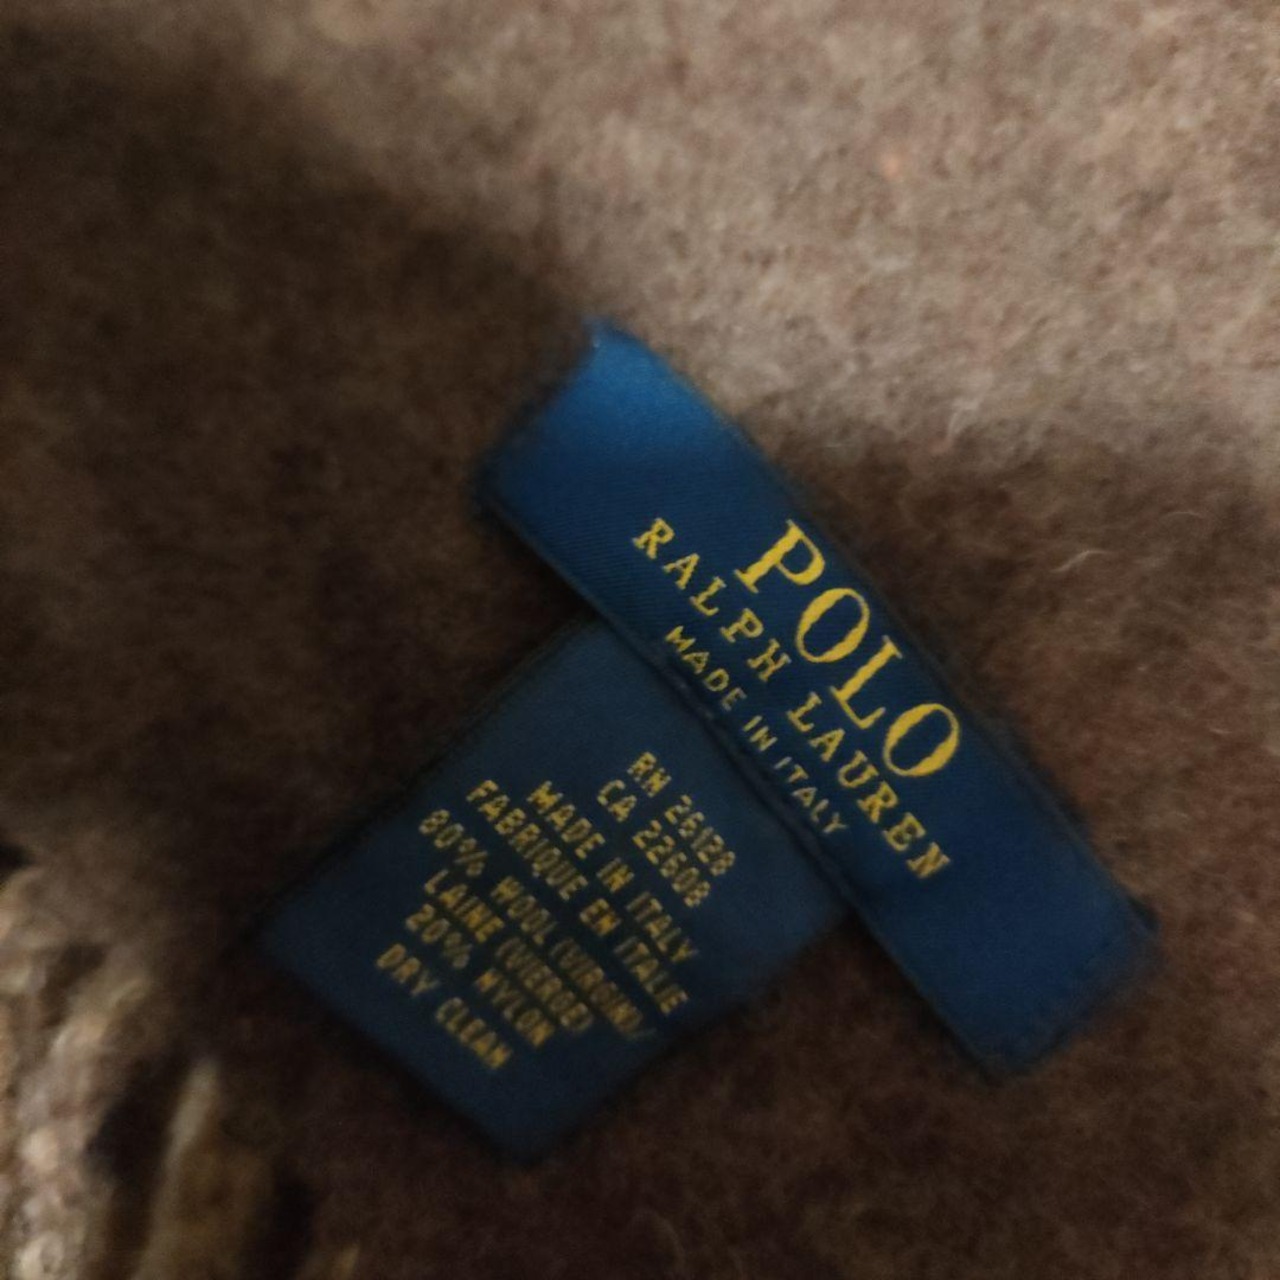 POLO
RALPH LAUREN
MADE IN ITALY
RN 26128
CA 22608
MADE IN ITALY
FABRIQUE EN ITALIE
80% WOOL (VIRGIN)/
LAINE (VIERGE)
20% NYLON
DRY CLEAN